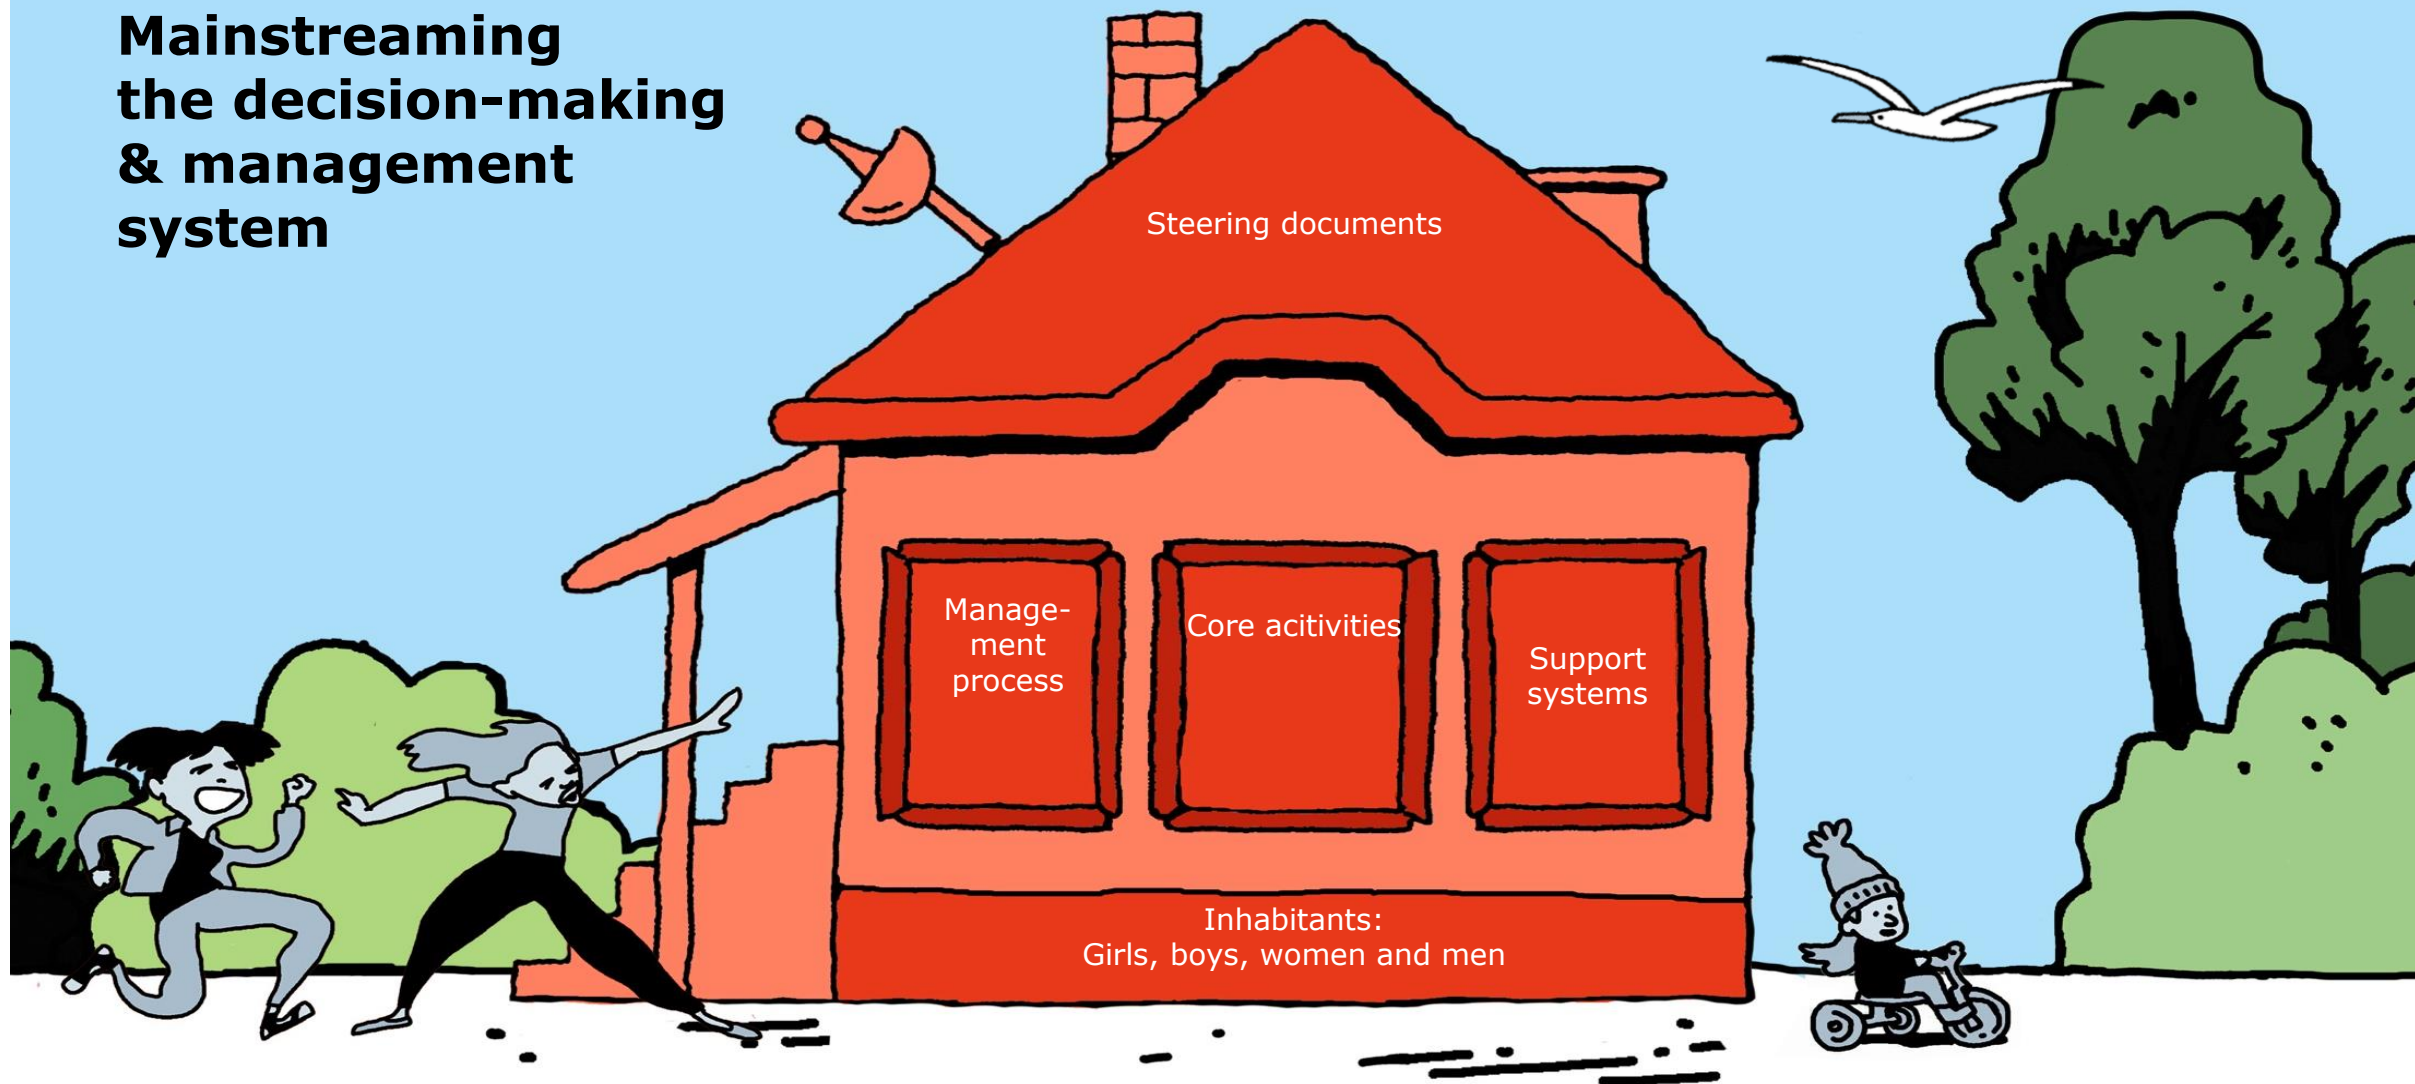 Mainstreaming
the decision-making
& management
system
Steering documents
Manage-
ment
process
Core acitivities
Support
systems
Inhabitants:
Girls, boys, women and men